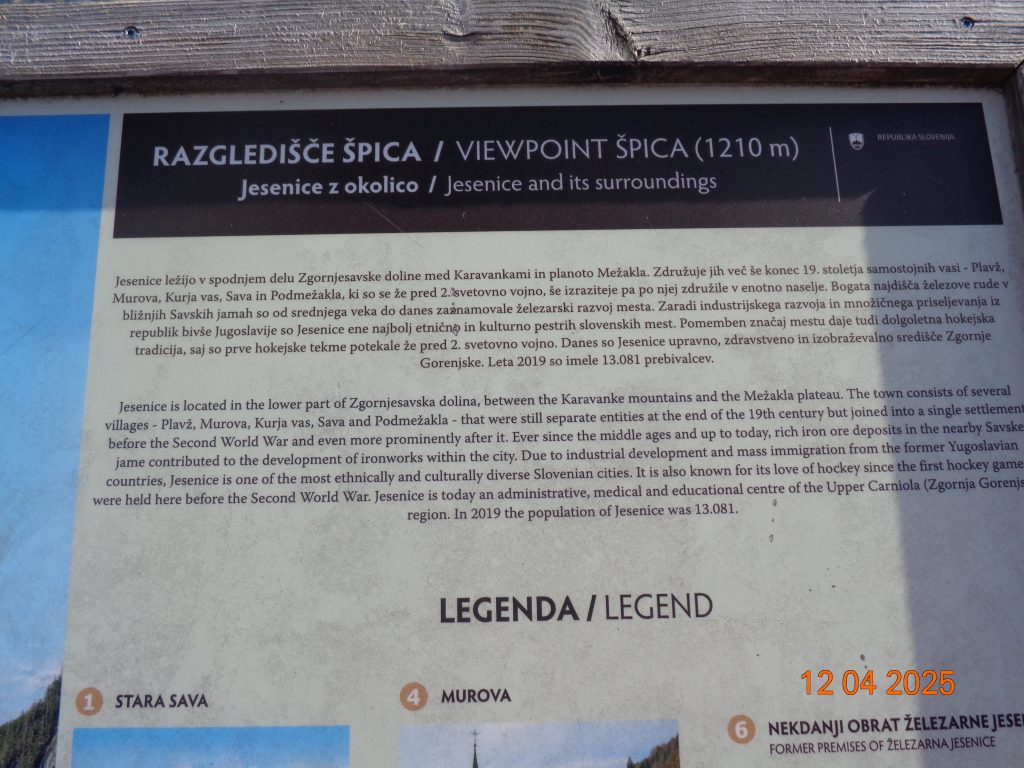 RAZGLEDIŠČE ŠPICA / VIEWPOINT ŠPICA (1210 m)
Jesenice z okolico / Jesenice and its surroundings
REPUBLIKA SLOVENIJA
Jesenice ležijo v spodnjem delu Zgornjesavske doline med Karavankami in planoto Mežakla. Združuje jih več še konec 19. stoletja samostojnih vasi - Plavž,
Murova, Kurja vas, Sava in Podmežakla, ki so se že pred 2. svetovno vojno, še izraziteje pa po njej združile v enotno naselje. Bogata najdišča železove rude v
bližnjih Savskih jamah so od srednjega veka do danes zaznamovale železarski razvoj mesta. Zaradi industrijskega razvoja in množičnega priseljevanja iz
republik bivše Jugoslavije so Jesenice ene najbolj etnično in kulturno pestrih slovenskih mest. Pomemben značaj mestu daje tudi dolgoletna hokejska
tradicija, saj so prve hokejske tekme potekale že pred 2. svetovno vojno. Danes so Jesenice upravno, zdravstveno in izobraževalno središče Zgornje
Gorenjske. Leta 2019 so imele 13.081 prebivalcev.
Jesenice is located in the lower part of Zgornjesavska dolina, between the Karavanke mountains and the Mežakla plateau. The town consists of several
villages - Plavž, Murova, Kurja vas, Sava and Podmežakla - that were still separate entities at the end of the 19th century but joined into a single settlement
before the Second World War and even more prominently after it. Ever since the middle ages and up to today, rich iron ore deposits in the nearby Savske
jame contributed to the development of ironworks within the city. Due to industrial development and mass immigration from the former Yugoslavian
countries, Jesenice is one of the most ethnically and culturally diverse Slovenian cities. It is also known for its love of hockey since the first hockey game
were held here before the Second World War. Jesenice is today an administrative, medical and educational centre of the Upper Carniola (Zgornja Gorenjs
region. In 2019 the population of Jesenice was 13.081.
LEGENDA / LEGEND
1 STARA SAVA
4 MUROVA
6 NEKDANJI OBRAT ŽELEZARNE JESE
FORMER PREMISES OF ŽELEZARNA JESENICE
12 04 2025